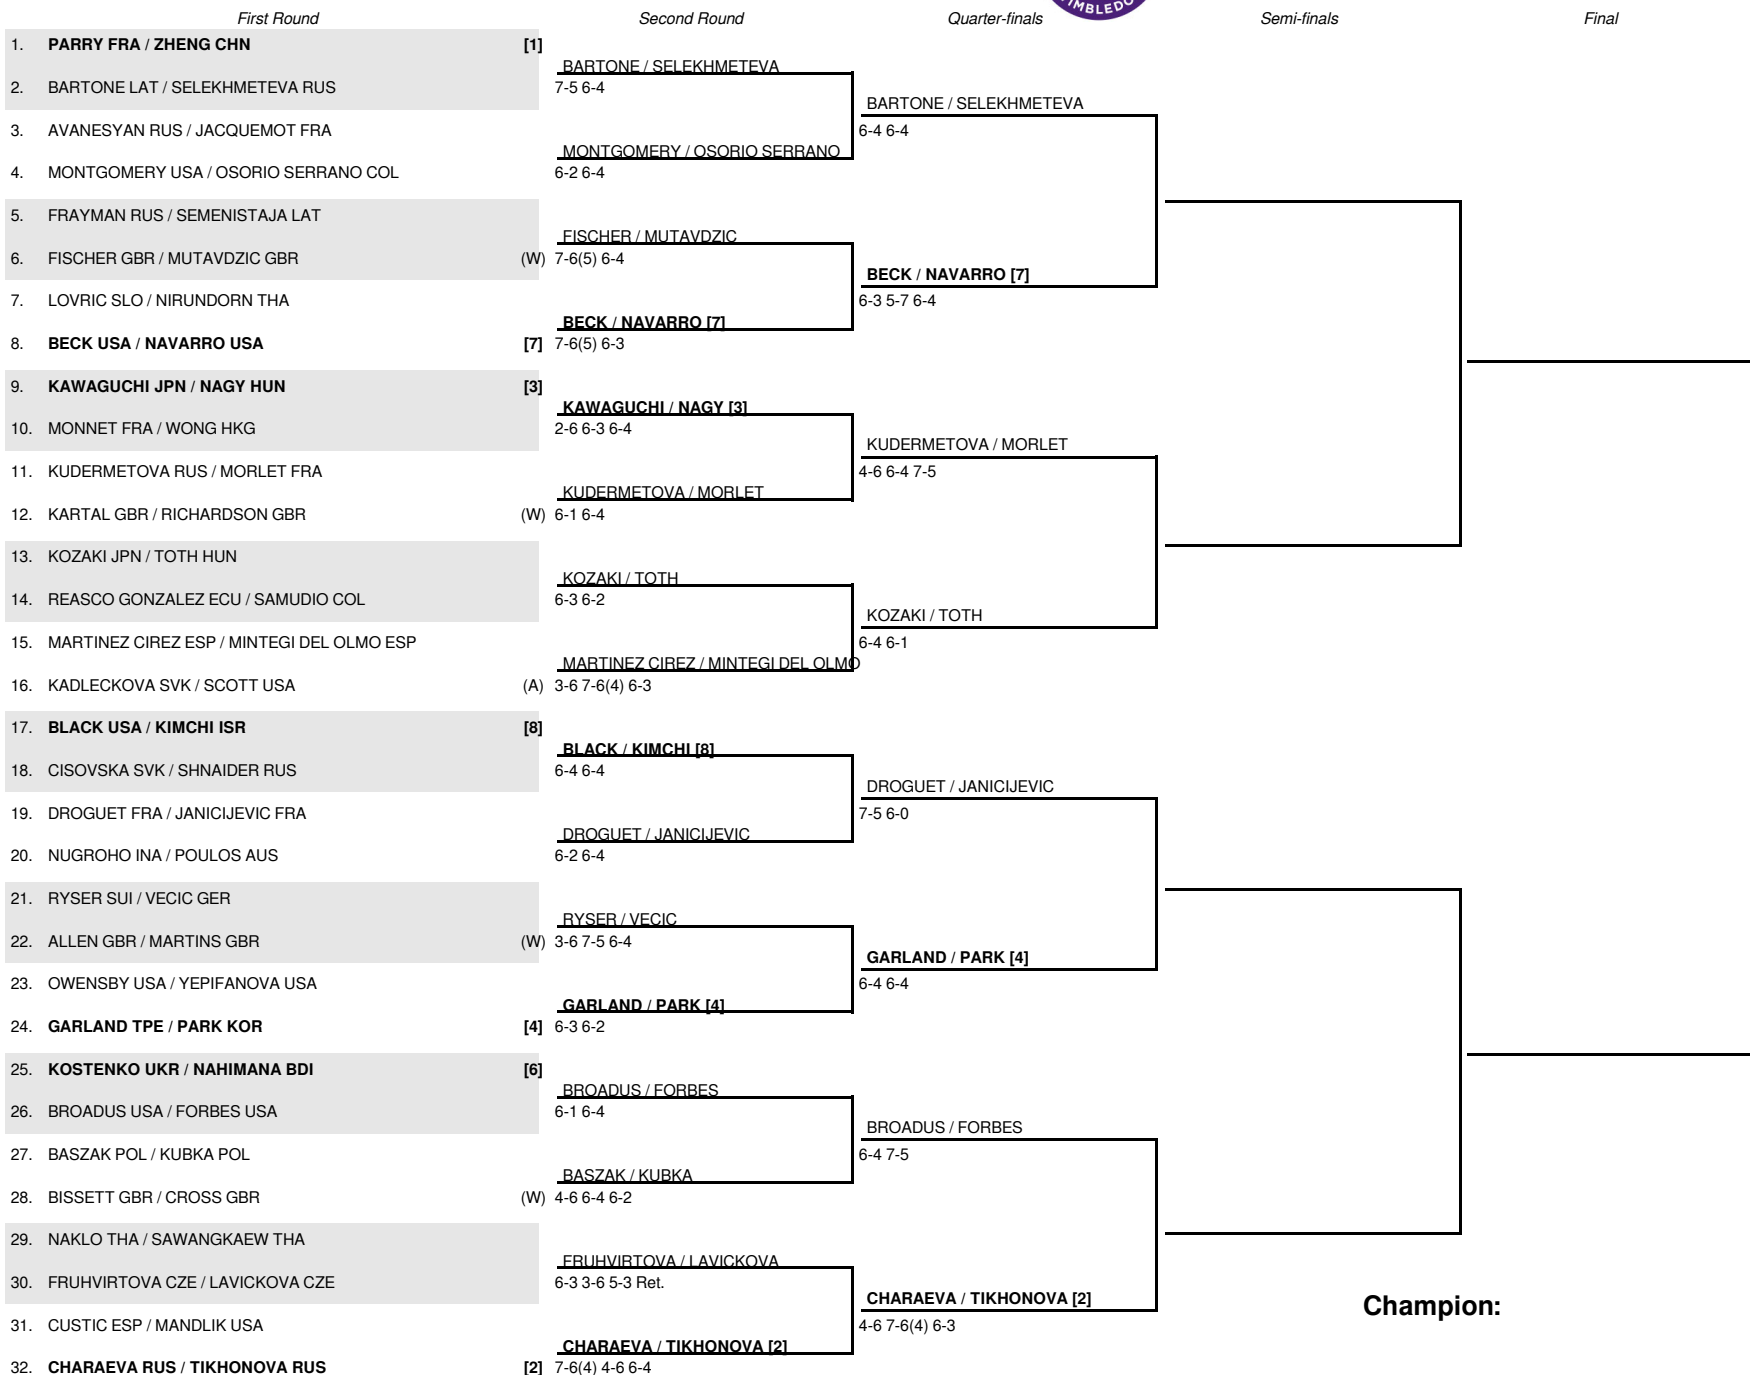 WIMBLEDO
First Round
Second Round
Quarter-finals
Semi-finals
Final
1. PARRY FRA / ZHENG CHN [1]
BARTONE / SELEKHMETEVA
2. BARTONE LAT / SELEKHMETEVA RUS 7-5 6-4
BARTONE / SELEKHMETEVA
3. AVANESYAN RUS / JACQUEMOT FRA 6-4 6-4
MONTGOMERY / OSORIO SERRANO
4. MONTGOMERY USA / OSORIO SERRANO COL 6-2 6-4
5. FRAYMAN RUS / SEMENISTAJA LAT
FISCHER / MUTAVDZIC
6. FISCHER GBR / MUTAVDZIC GBR (W) 7-6(5) 6-4
BECK / NAVARRO [7]
7. LOVRIC SLO / NIRUNDORN THA 6-3 5-7 6-4
BECK / NAVARRO [7]
8. BECK USA / NAVARRO USA [7] 7-6(5) 6-3
9. KAWAGUCHI JPN / NAGY HUN [3]
KAWAGUCHI / NAGY [3]
10. MONNET FRA / WONG HKG 2-6 6-3 6-4
KUDERMETOVA / MORLET
11. KUDERMETOVA RUS / MORLET FRA 4-6 6-4 7-5
KUDERMETOVA / MORLET
12. KARTAL GBR / RICHARDSON GBR (W) 6-1 6-4
13. KOZAKI JPN / TOTH HUN
KOZAKI / TOTH
14. REASCO GONZALEZ ECU / SAMUDIO COL 6-3 6-2
KOZAKI / TOTH
15. MARTINEZ CIREZ ESP / MINTEGI DEL OLMO ESP 6-4 6-1
MARTINEZ CIREZ / MINTEGI DEL OLMO
16. KADLECKOVA SVK / SCOTT USA (A) 3-6 7-6(4) 6-3
17. BLACK USA / KIMCHI ISR [8]
BLACK / KIMCHI [8]
18. CISOVSKA SVK / SHNAIDER RUS 6-4 6-4
DROGUET / JANICIJEVIC
19. DROGUET FRA / JANICIJEVIC FRA 7-5 6-0
DROGUET / JANICIJEVIC
20. NUGROHO INA / POULOS AUS 6-2 6-4
21. RYSER SUI / VECIC GER
RYSER / VECIC
22. ALLEN GBR / MARTINS GBR (W) 3-6 7-5 6-4
GARLAND / PARK [4]
23. OWENSBY USA / YEPIFANOVA USA 6-4 6-4
GARLAND / PARK [4]
24. GARLAND TPE / PARK KOR [4] 6-3 6-2
25. KOSTENKO UKR / NAHIMANA BDI [6]
BROADUS / FORBES
26. BROADUS USA / FORBES USA 6-1 6-4
BROADUS / FORBES
27. BASZAK POL / KUBKA POL 6-4 7-5
BASZAK / KUBKA
28. BISSETT GBR / CROSS GBR (W) 4-6 6-4 6-2
29. NAKLO THA / SAWANGKAEW THA
FRUHVIRTOVA / LAVICKOVA
30. FRUHVIRTOVA CZE / LAVICKOVA CZE 6-3 3-6 5-3 Ret.
CHARAEVA / TIKHONOVA [2]
Champion:
31. CUSTIC ESP / MANDLIK USA 4-6 7-6(4) 6-3
CHARAEVA / TIKHONOVA [2]
32. CHARAEVA RUS / TIKHONOVA RUS [2] 7-6(4) 4-6 6-4